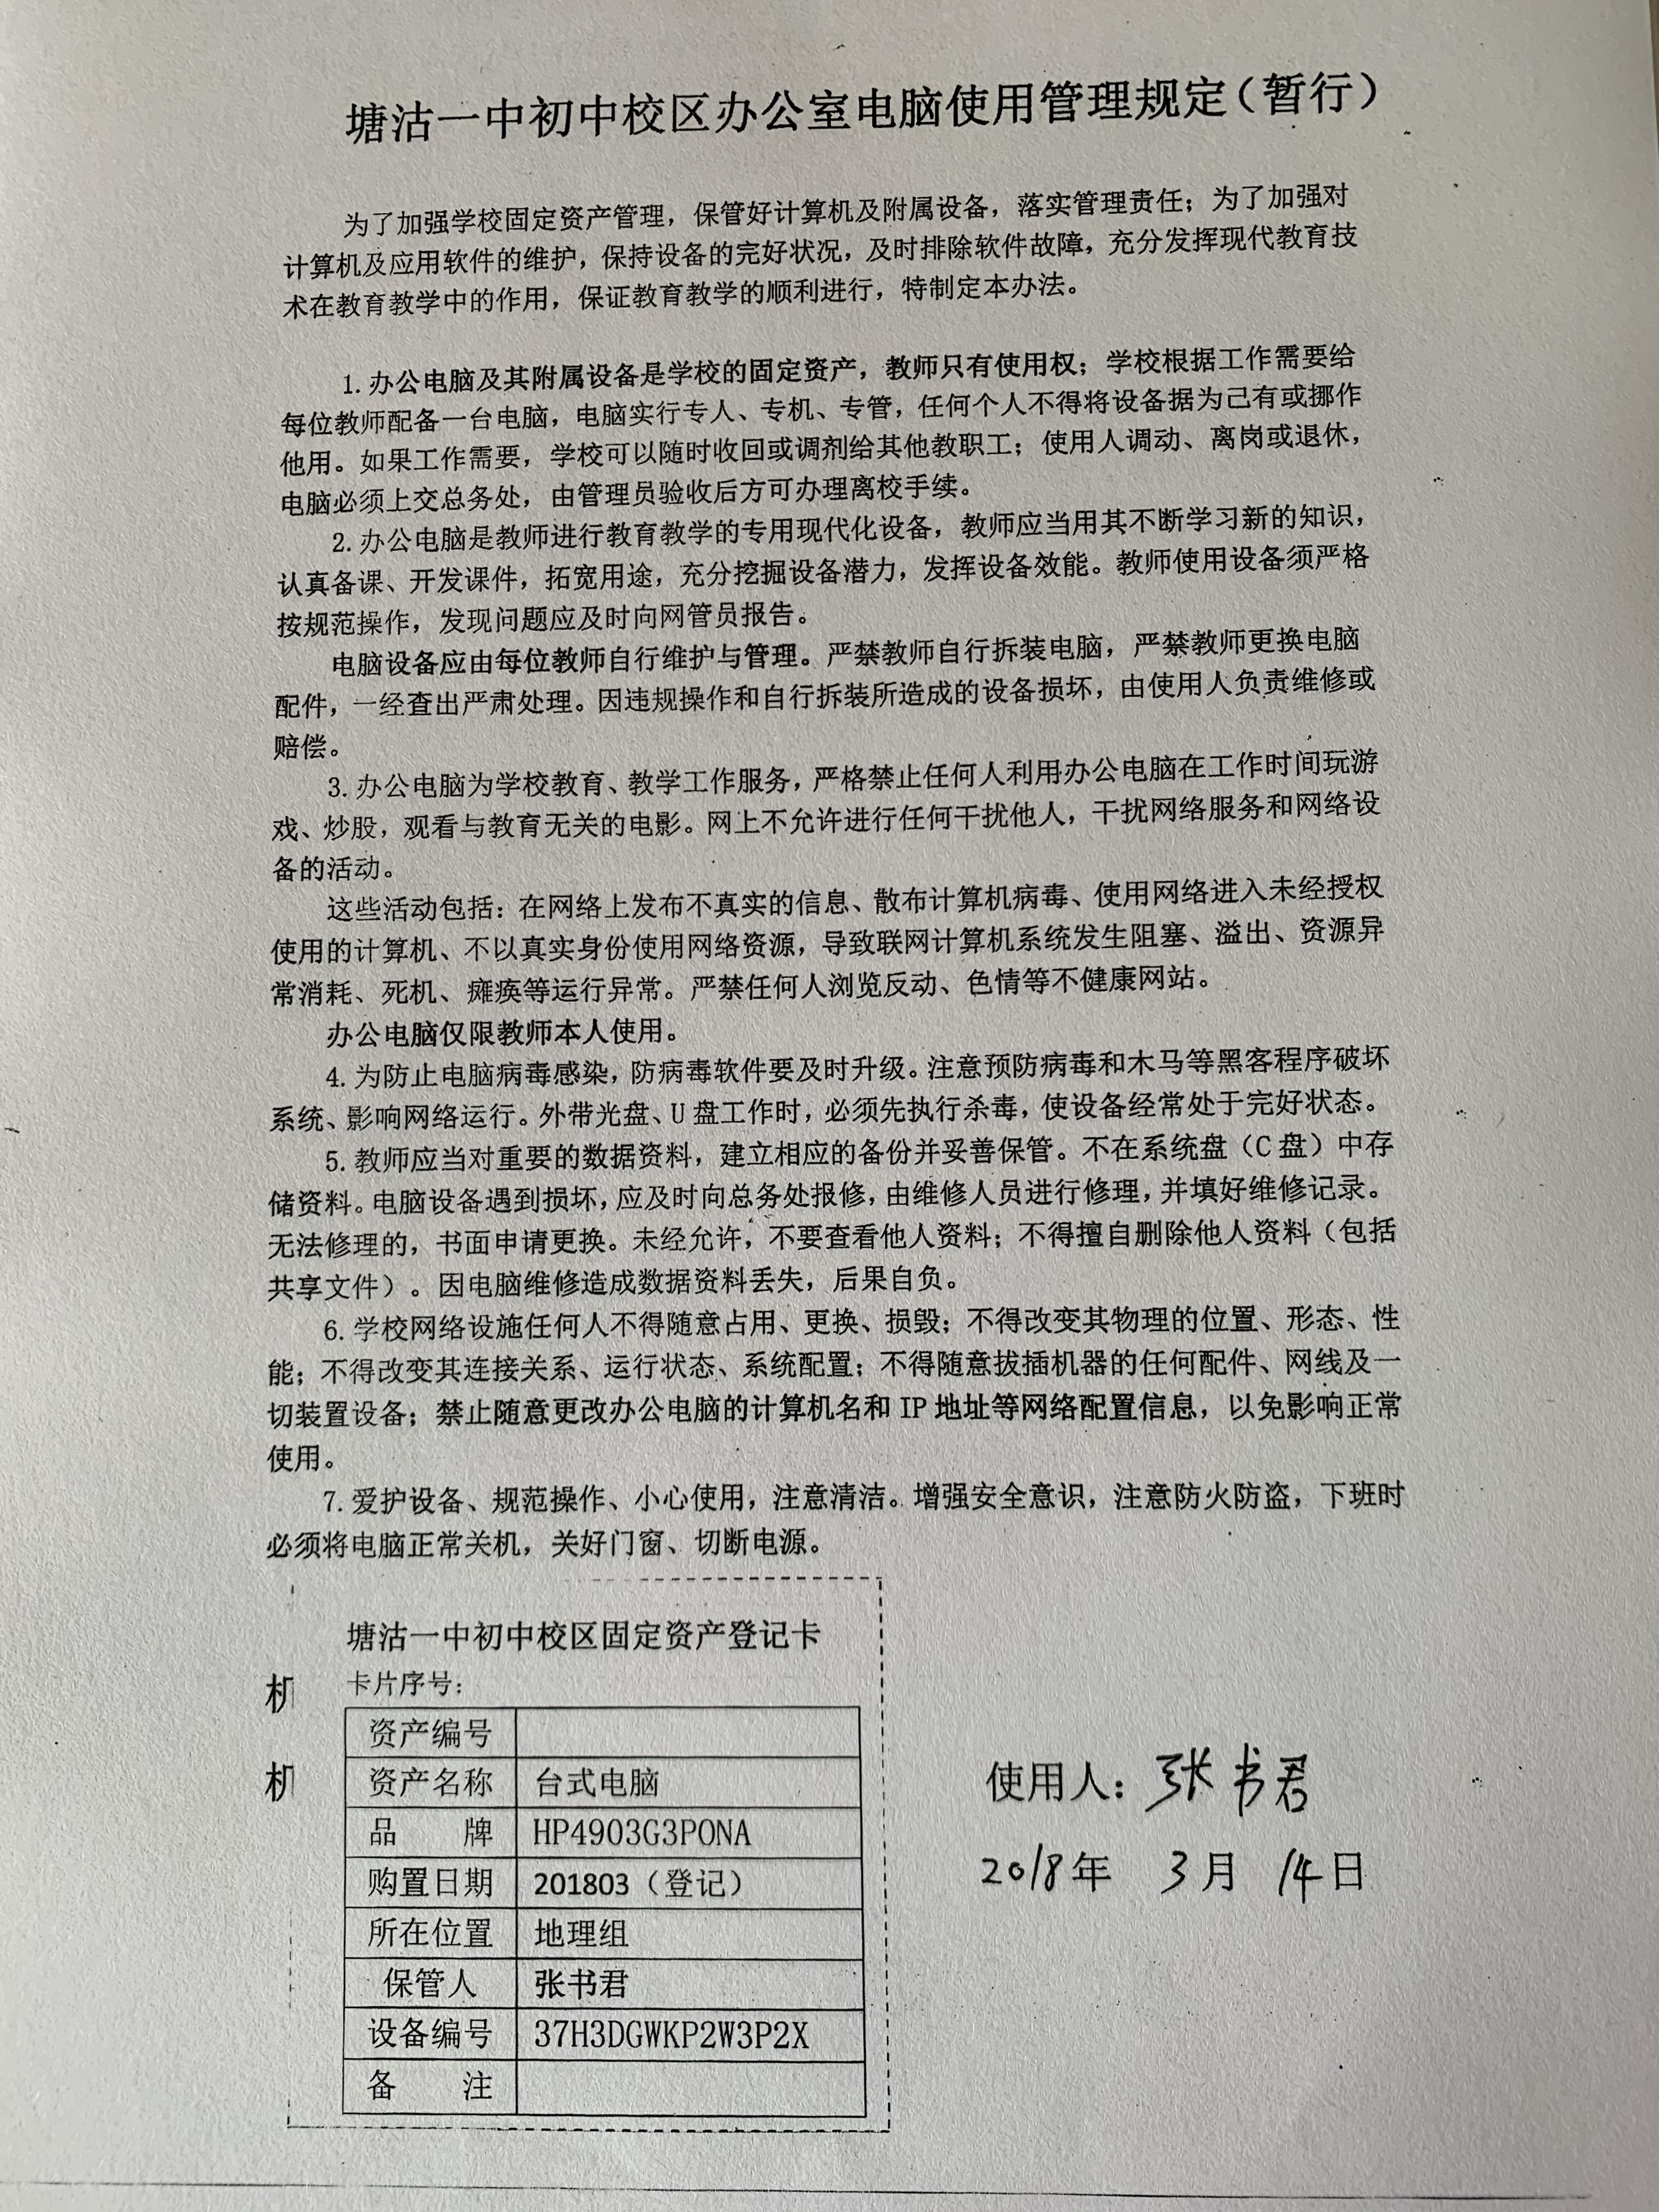 塘沽一中初中校区办公室电脑使用管理规定（暂行）
为了加强学校固定资产管理，保管好计算机及附属设备，落实管理责任；为了加强对
计算机及应用软件的维护，保持设备的完好状况，及时排除软件故障，充分发挥现代教育技
术在教育教学中的作用，保证教育教学的顺利进行，特制定本办法。
1.办公电脑及其附属设备是学校的固定资产，教师只有使用权；学校根据工作需要给
每位教师配备一台电脑，电脑实行专人、专机、专管，任何个人不得将设备据为己有或挪作
他用。如果工作需要，学校可以随时收回或调剂给其他教职工；使用人调动、离岗或退休，
电脑必须上交总务处，由管理员验收后方可办理离校手续。
2.办公电脑是教师进行教育教学的专用现代化设备，教师应当用其不断学习新的知识，
认真备课、开发课件，拓宽用途，充分挖掘设备潜力，发挥设备效能。教师使用设备须严格
按规范操作，发现问题应及时向网管员报告。
电脑设备应由每位教师自行维护与管理。严禁教师自行拆装电脑，严禁教师更换电脑
配件，一经查出严肃处理。因违规操作和自行拆装所造成的设备损坏，由使用人负责维修或
赔偿。
3.办公电脑为学校教育、教学工作服务，严格禁止任何人利用办公电脑在工作时间玩游
戏、炒股，观看与教育无关的电影。网上不允许进行任何干扰他人，干扰网络服务和网络设
备的活动。
这些活动包括：在网络上发布不真实的信息、散布计算机病毒、使用网络进入未经授权
使用的计算机、不以真实身份使用网络资源，导致联网计算机系统发生阻塞、溢出、资源异
常消耗、死机、瘫痪等运行异常。严禁任何人浏览反动、色情等不健康网站。
办公电脑仅限教师本人使用。
4.为防止电脑病毒感染，防病毒软件要及时升级。注意预防病毒和木马等黑客程序破坏
系统、影响网络运行。外带光盘、U盘工作时，必须先执行杀毒，使设备经常处于完好状态。
5.教师应当对重要的数据资料，建立相应的备份并妥善保管。不在系统盘（C盘）中存
储资料。电脑设备遇到损坏，应及时向总务处报修，由维修人员进行修理，并填好维修记录。
无法修理的，书面申请更换。未经允许，不要查看他人资料；不得擅自删除他人资料（包括
共享文件）。因电脑维修造成数据资料丢失，后果自负。
6.学校网络设施任何人不得随意占用、更换、损毁；不得改变其物理的位置、形态、性
能；不得改变其连接关系、运行状态、系统配置；不得随意拔插机器的任何配件、网线及一
切装置设备；禁止随意更改办公电脑的计算机名和IP地址等网络配置信息，以免影响正常
使用。
7.爱护设备、规范操作、小心使用，注意清洁。增强安全意识，注意防火防盗，下班时
必须将电脑正常关机，关好门窗、切断电源。
塘沽一中初中校区固定资产登记卡
机 卡片序号：
资产编号
机 资产名称 台式电脑
品 牌 HP4903G3PONA
购置日期 201803（登记）
所在位置 地理组
保管人 张书君
设备编号 37H3DGWKP2W3P2X
备 注
使用人：张书君
2018年 3月 14日